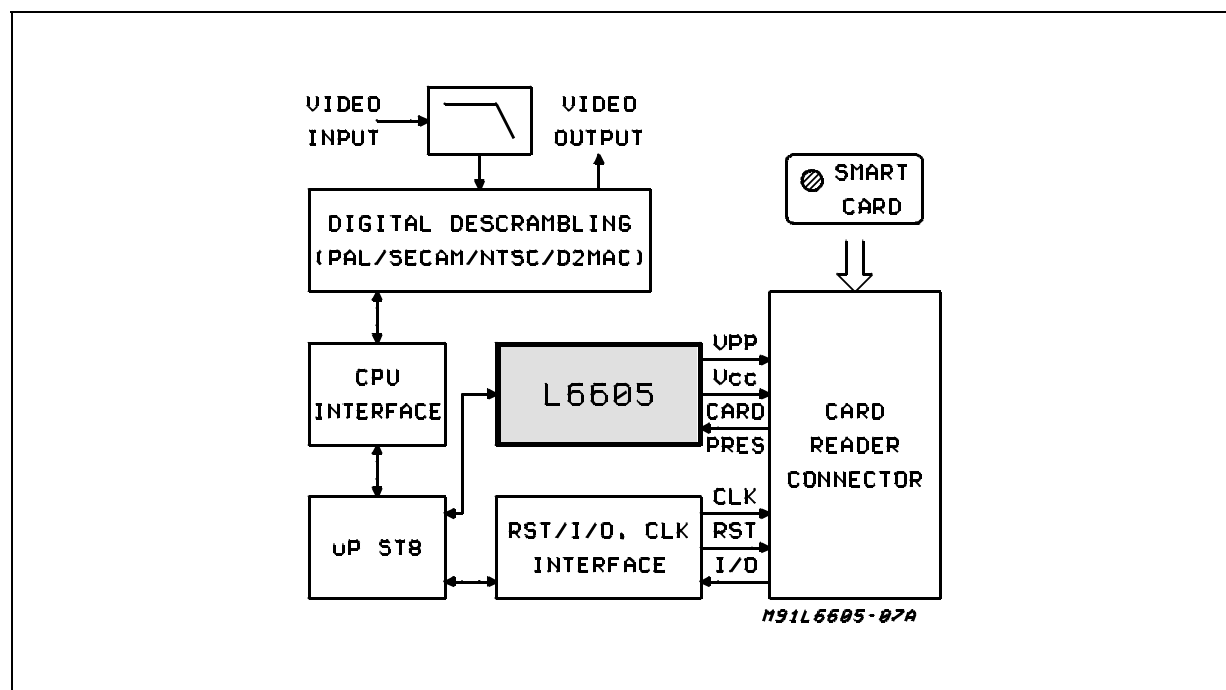 VIDEO
INPUT
VIDEO
OUTPUT
SMART
CARD
DIGITAL DESCRAMBLING
(PAL/SECAM/NTSC/D2MAC)
CPU
INTERFACE
L6605
VPP
Vcc
CARD
PRES
CARD
READER
CONNECTOR
uP ST8
RST/I/O. CLK
INTERFACE
CLK
RST
I/O
M91L6605-07A